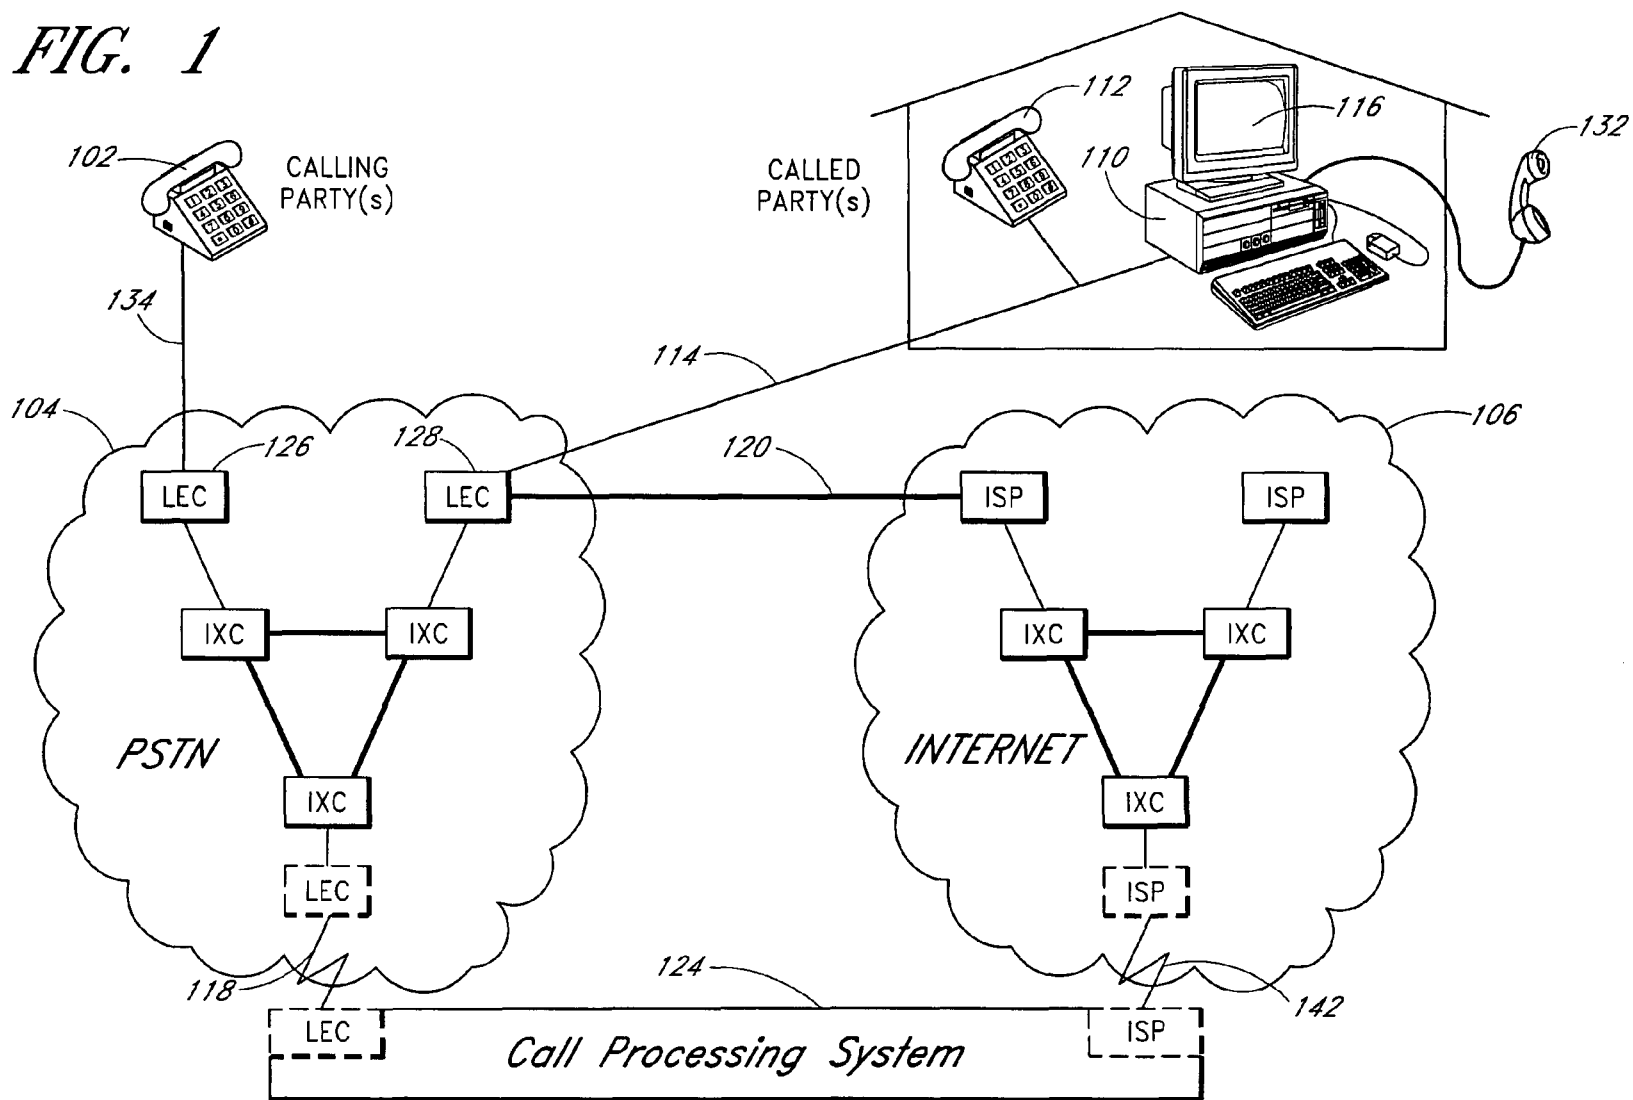 FIG. 1
102
CALLING
PARTY(s)
CALLED
PARTY(s)
112
116
110
132
134
114
104
126
128
120
106
LEC
LEC
ISP
ISP
IXC
IXC
IXC
IXC
PSTN
INTERNET
IXC
IXC
LEC
ISP
118
124
142
LEC
Call Processing System
ISP